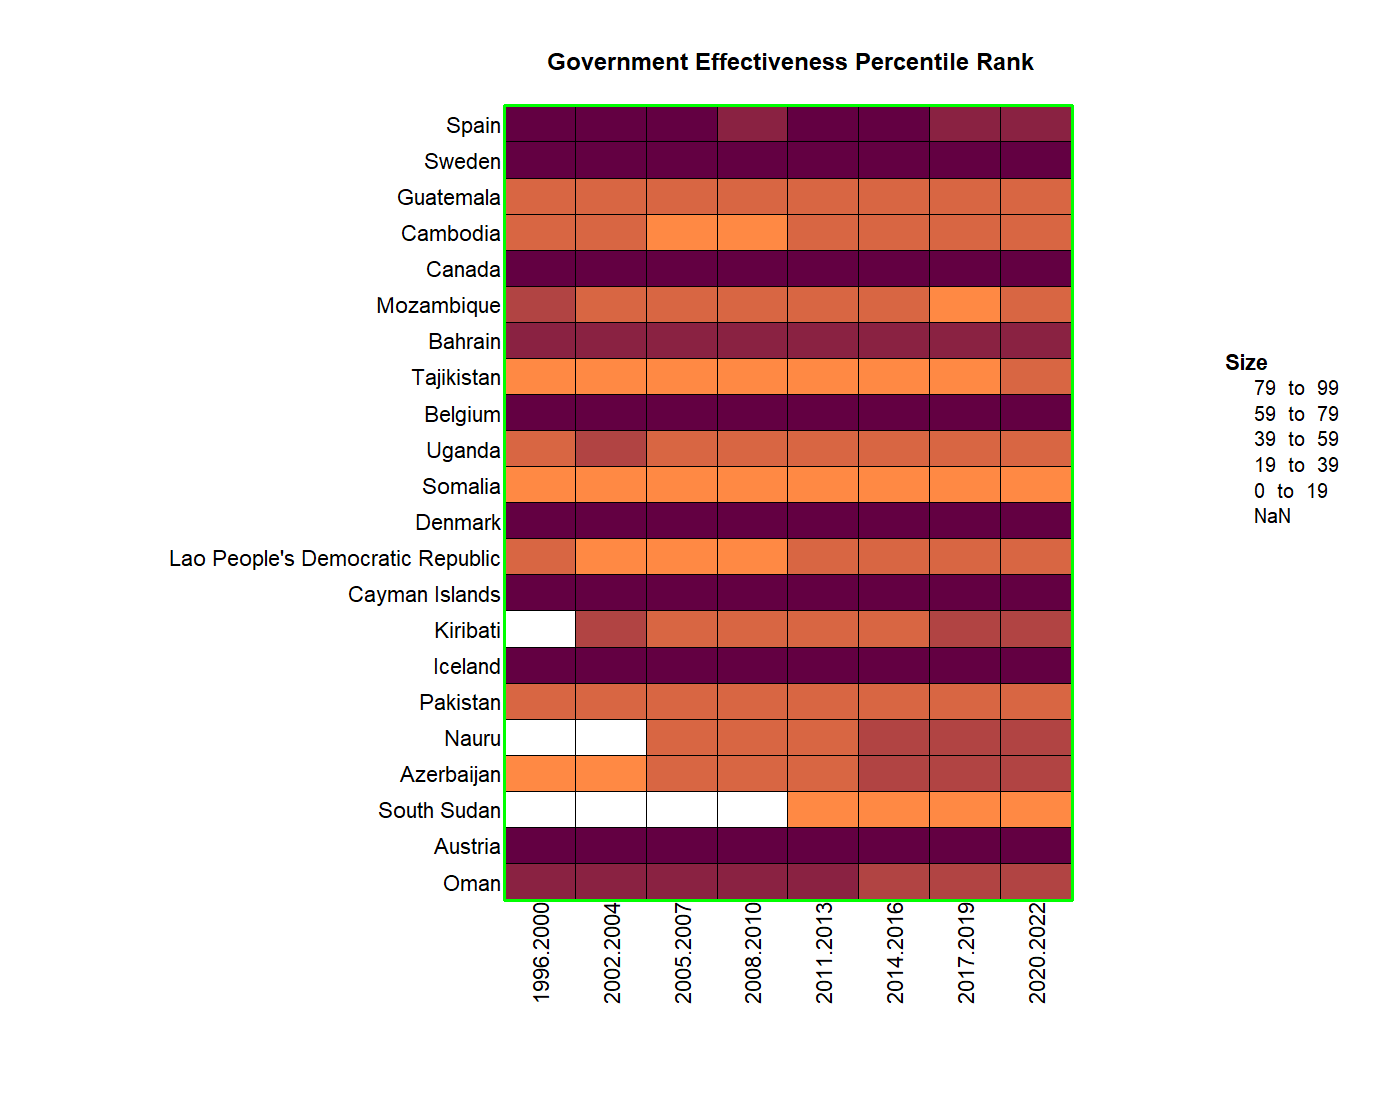 Government Effectiveness Percentile Rank
Spain
Sweden
Guatemala
Cambodia
Canada
Mozambique
Bahrain
Tajikistan
Belgium
Uganda
Somalia
Denmark
Lao People's Democratic Republic
Cayman Islands
Kiribati
Iceland
Pakistan
Nauru
Azerbaijan
South Sudan
Austria
Oman
1996.2000
2002.2004
2005.2007
2008.2010
2011.2013
2014.2016
2017.2019
2020.2022
Size
79 to 99
59 to 79
39 to 59
19 to 39
0 to 19
NaN